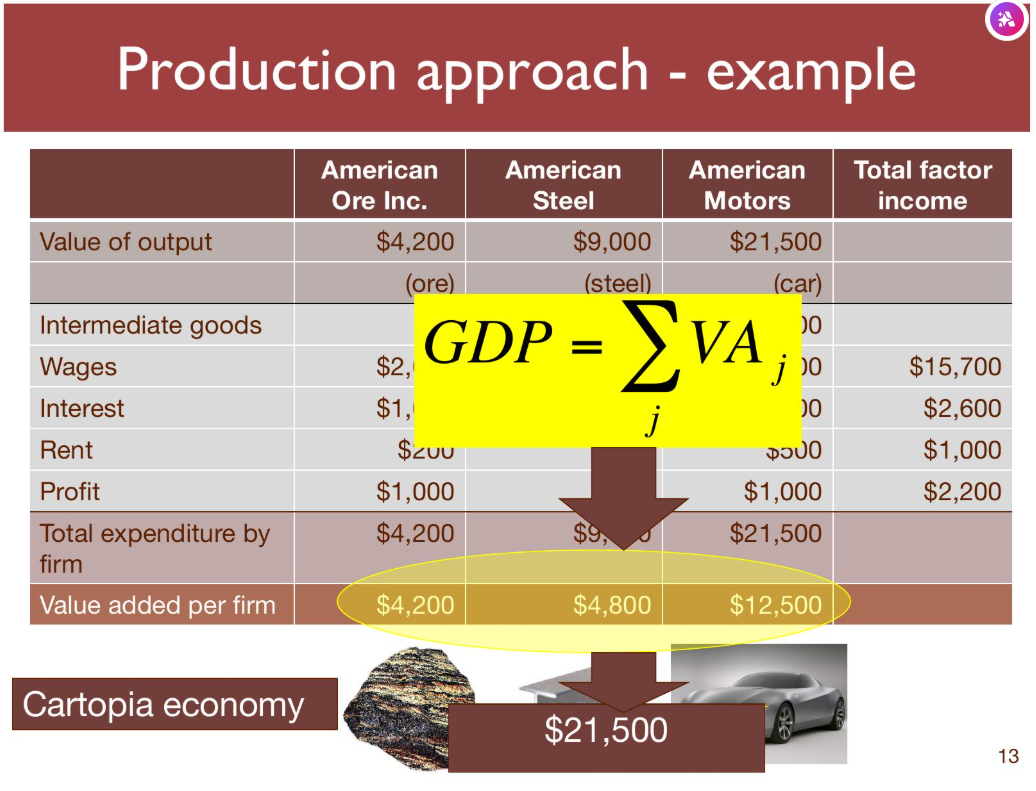 Production approach - example
American Ore Inc. American Steel American Motors Total factor income
Value of output $4,200 $9,000 $21,500
(ore) (steel) (car)
Intermediate goods
Wages $15,700
Interest $2,600
Rent $200 $500 $1,000
Profit $1,000 $1,000 $2,200
Total expenditure by firm $4,200 $21,500
Value added per firm $4,200 $4,800 $12,500
GDP = ∑ VA j
j
Cartopia economy
$21,500
13